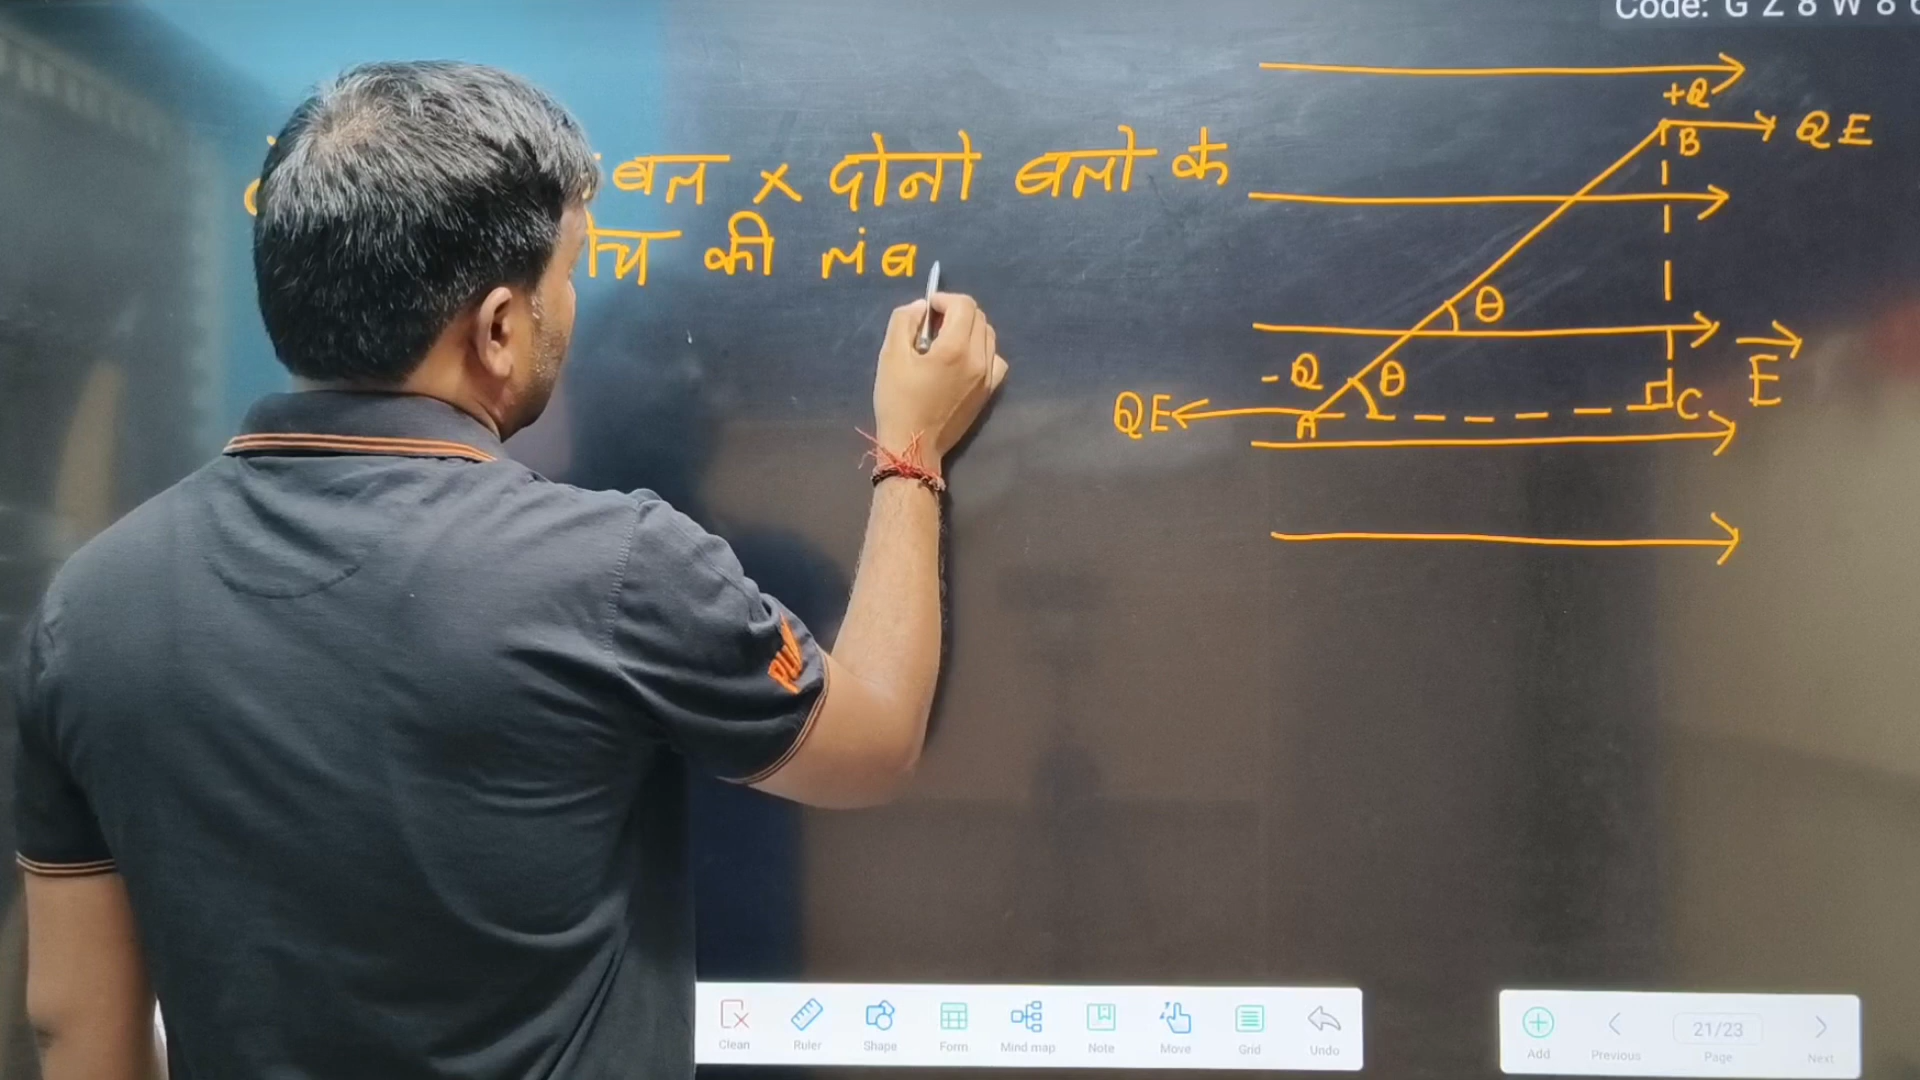 Code: G Z 8 W 8
बल × दोनो बलो के
की लंब
+Q
B
QE
θ
-Q
θ
QE
A
C
E
PW
Clean
Ruler
Shape
Form
Mind map
Note
Move
Grid
Undo
Add
Previous
21/23
Page
Next